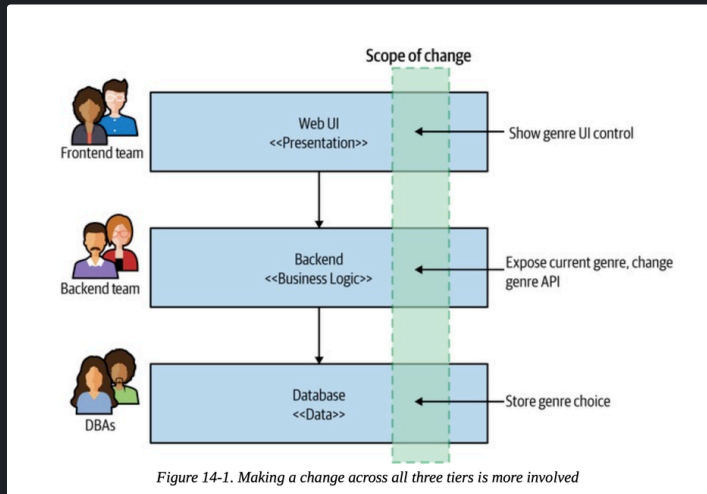 Scope of change
Web UI
<<Presentation>>
Show genre UI control
Frontend team
Backend
<<Business Logic>>
Expose current genre, change
genre API
Backend team
Database
<<Data>>
Store genre choice
DBAs
Figure 14-1. Making a change across all three tiers is more involved